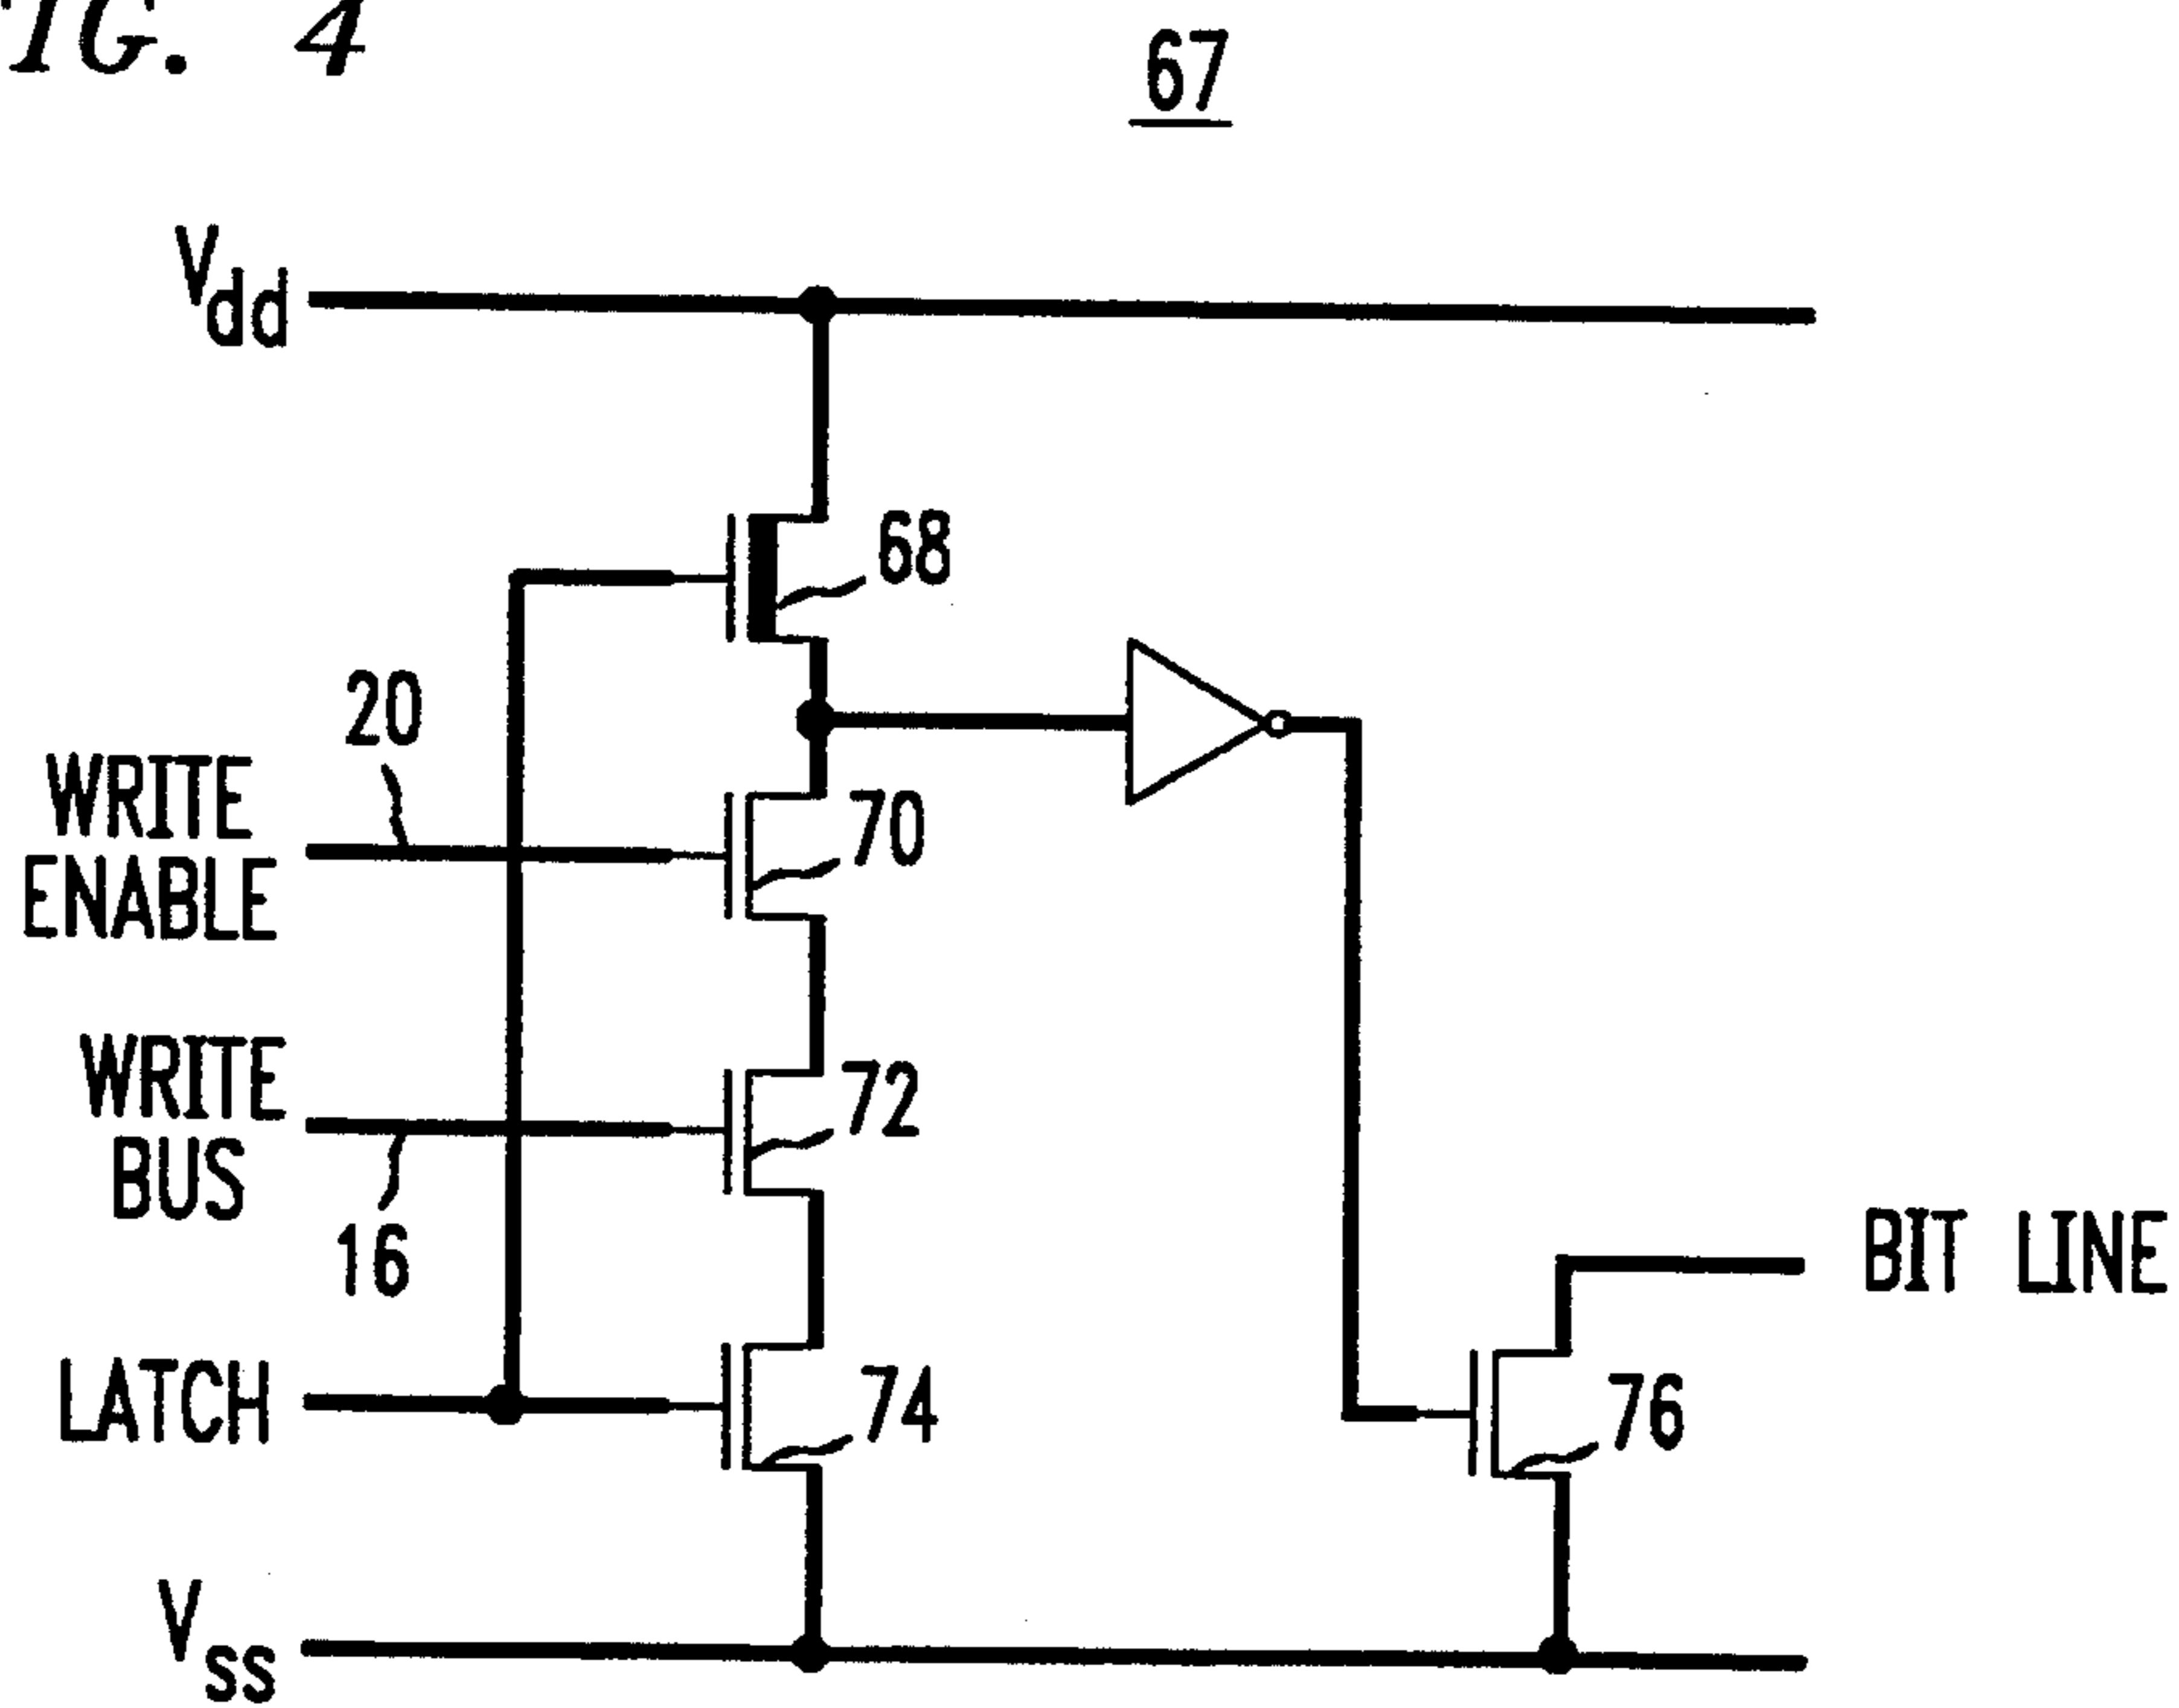 IG. 4
67
Vdd
68
20
WRITE
ENABLE
70
WRITE
BUS
72
16
BIT LINE
LATCH
74
76
Vss